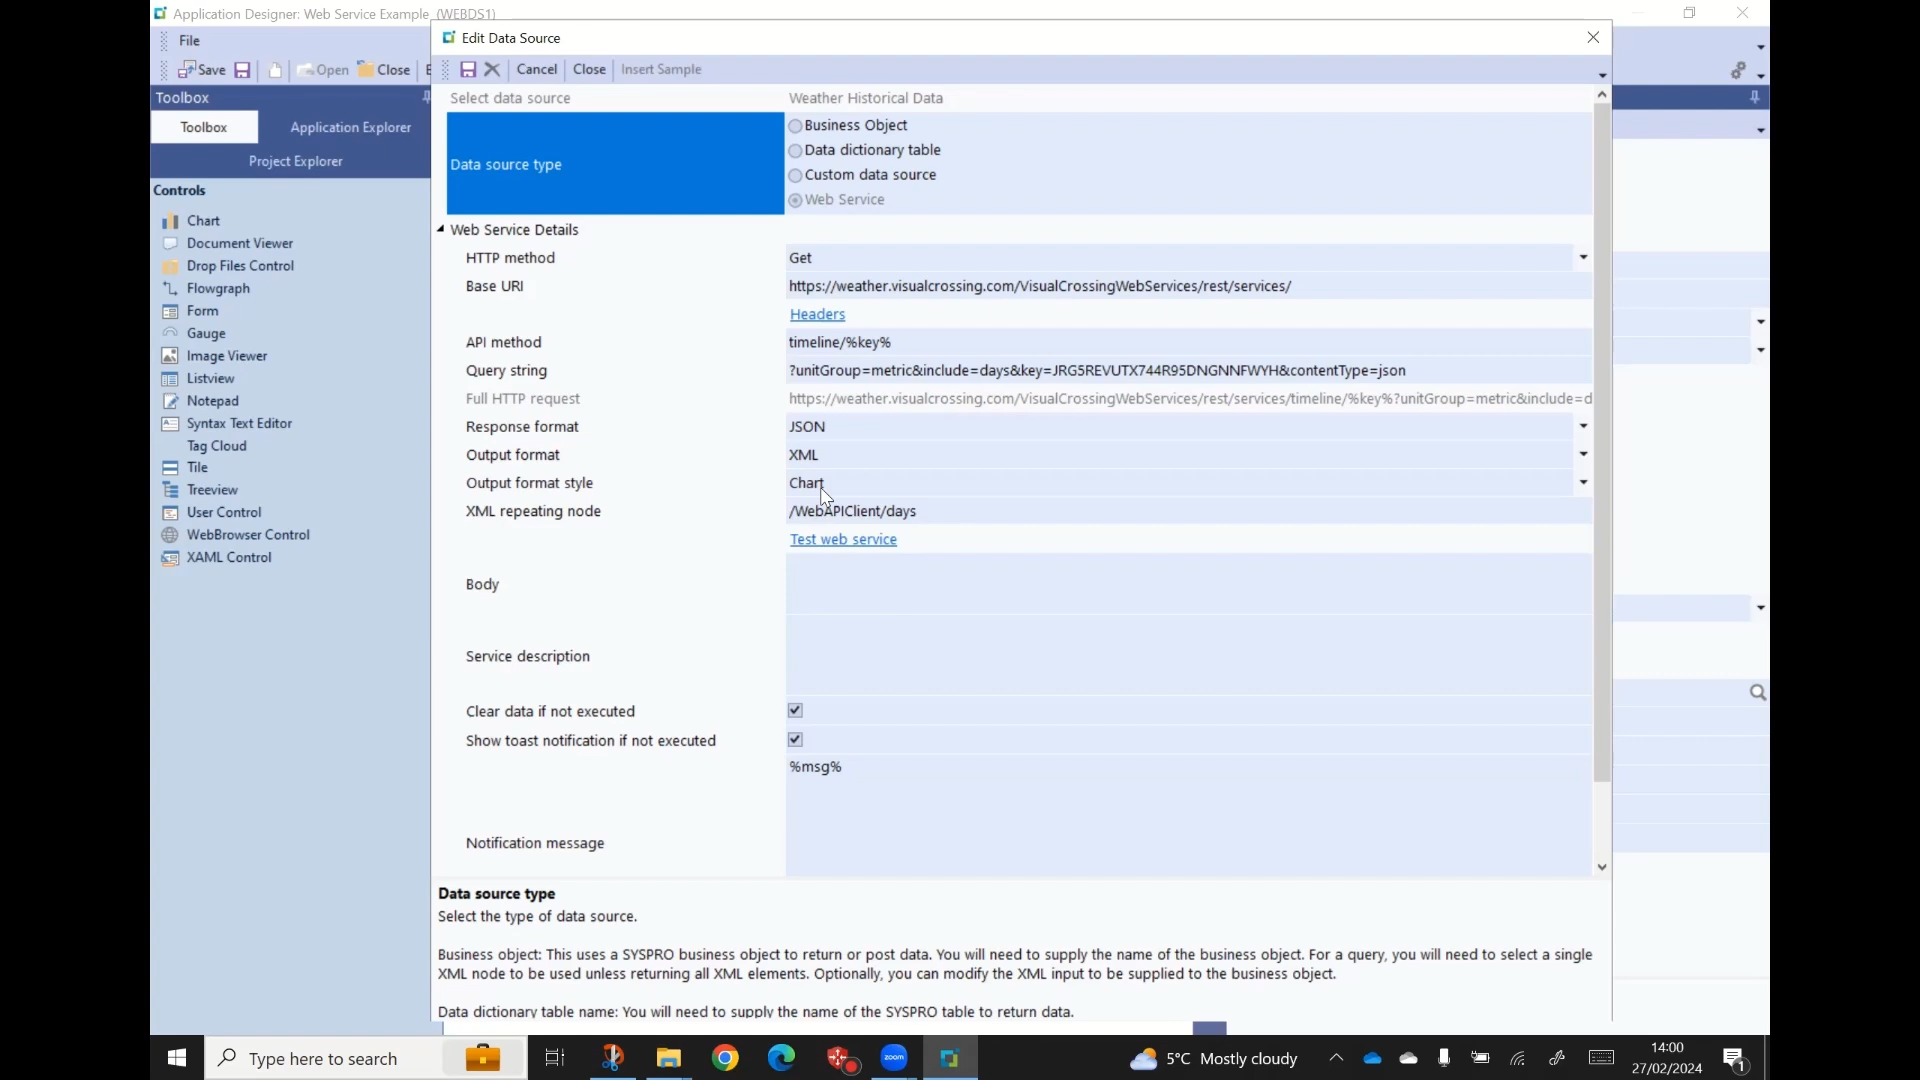 Application Designer: Web Service Example (WEBDS1)
File
Save Open Close
Toolbox
Toolbox Application Explorer
Project Explorer
Controls
Chart
Document Viewer
Drop Files Control
Flowgraph
Form
Gauge
Image Viewer
Listview
Notepad
Syntax Text Editor
Tag Cloud
Tile
Treeview
User Control
WebBrowser Control
XAML Control
Edit Data Source
Cancel Close Insert Sample
Select data source Weather Historical Data
Data source type
Business Object
Data dictionary table
Custom data source
Web Service
Web Service Details
HTTP method Get
Base URI https://weather.visualcrossing.com/VisualCrossingWebServices/rest/services/
Headers
API method timeline/%key%
Query string ?unitGroup=metric&include=days&key=JRG5REVUTX744R95DNGNNFWYH&contentType=json
Full HTTP request https://weather.visualcrossing.com/VisualCrossingWebServices/rest/services/timeline/%key%?unitGroup=metric&include=d
Response format JSON
Output format XML
Output format style Chart
XML repeating node /WebAPIClient/days
Test web service
Body
Service description
Clear data if not executed
Show toast notification if not executed
%msg%
Notification message
Data source type
Select the type of data source.
Business object: This uses a SYSPRO business object to return or post data. You will need to supply the name of the business object. For a query, you will need to select a single
XML node to be used unless returning all XML elements. Optionally, you can modify the XML input to be supplied to the business object.
Data dictionary table name: You will need to supply the name of the SYSPRO table to return data.
Type here to search
zoom
5°C Mostly cloudy
14:00
27/02/2024
1